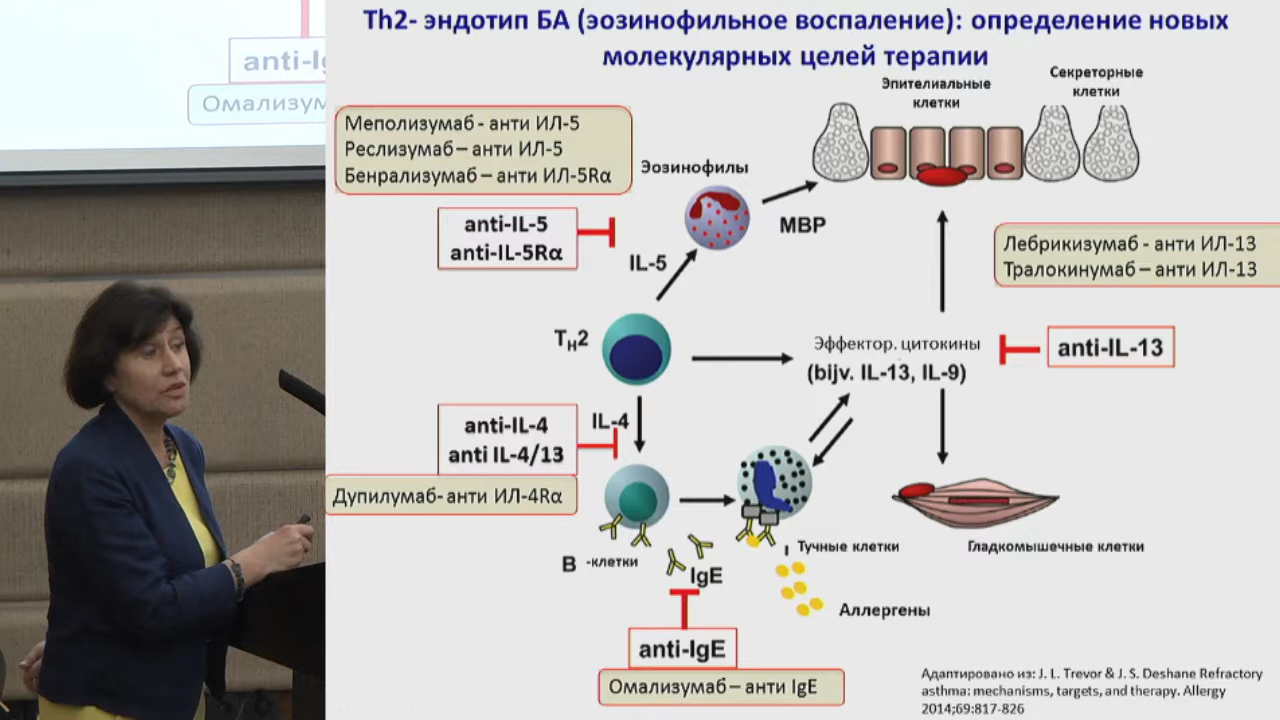 anti-Ig
Омализум
Th2- эндотип БА (эозинофильное воспаление): определение новых
молекулярных целей терапии
Эпителиальные
клетки
Секреторные
клетки
Меполизумаб - анти ИЛ-5
Реслизумаб – анти ИЛ-5
Бенрализумаб – анти ИЛ-5Rα
Эозинофилы
anti-IL-5
anti-IL-5Rα
IL-5
MBP
Лебрикизумаб - анти ИЛ-13
Тралокинумаб – анти ИЛ-13
TH2
Эффектор. цитокины
(bijv. IL-13, IL-9)
anti-IL-13
anti-IL-4
anti IL-4/13
IL-4
Дупилумаб- анти ИЛ-4Rα
В -клетки
IgE
Тучные клетки
Гладкомышечные клетки
Аллергены
anti-IgE
Омализумаб – анти IgE
Адаптировано из: J. L. Trevor & J. S. Deshane Refractory
asthma: mechanisms, targets, and therapy. Allergy
2014;69:817-826